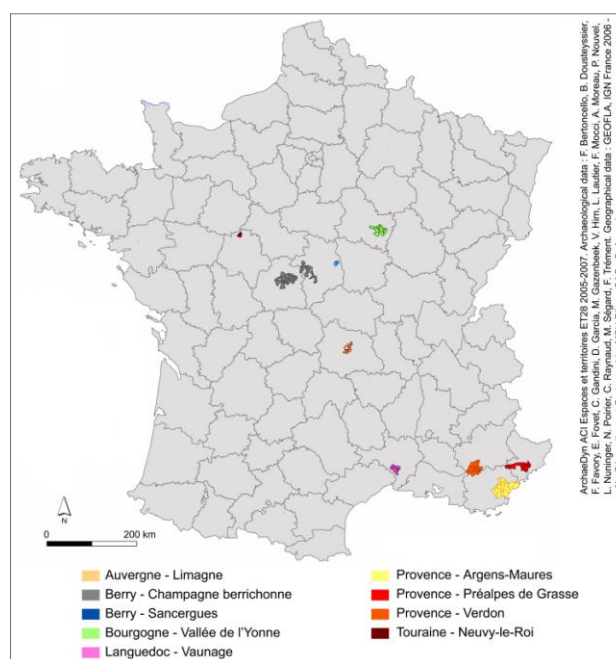 N
0
200 km
Auvergne - Limagne
Berry - Champagne berrichonne
Berry - Sancergues
Bourgogne - Vallée de l'Yonne
Languedoc - Vaunage
Provence - Argens-Maures
Provence - Préalpes de Grasse
Provence - Verdon
Touraine - Neuvy-le-Roi
ArchaeDyn ACI Espaces et territoires ET28 2005-2007. Archaeological data : F. Bertoncello, B. Dousteyssier,
F. Favory, E. Fovet, C. Gandini, D. Garcia, M. Gazenbeek, V. Hirn, L. Lautier, F. Mocci, A. Moreau, P. Nouvel,
L. Nuninger, N. Poirier, C. Raynaud, M. Ségard, F. Trément. Geographical data : GEOFLA, IGN France 2006 -